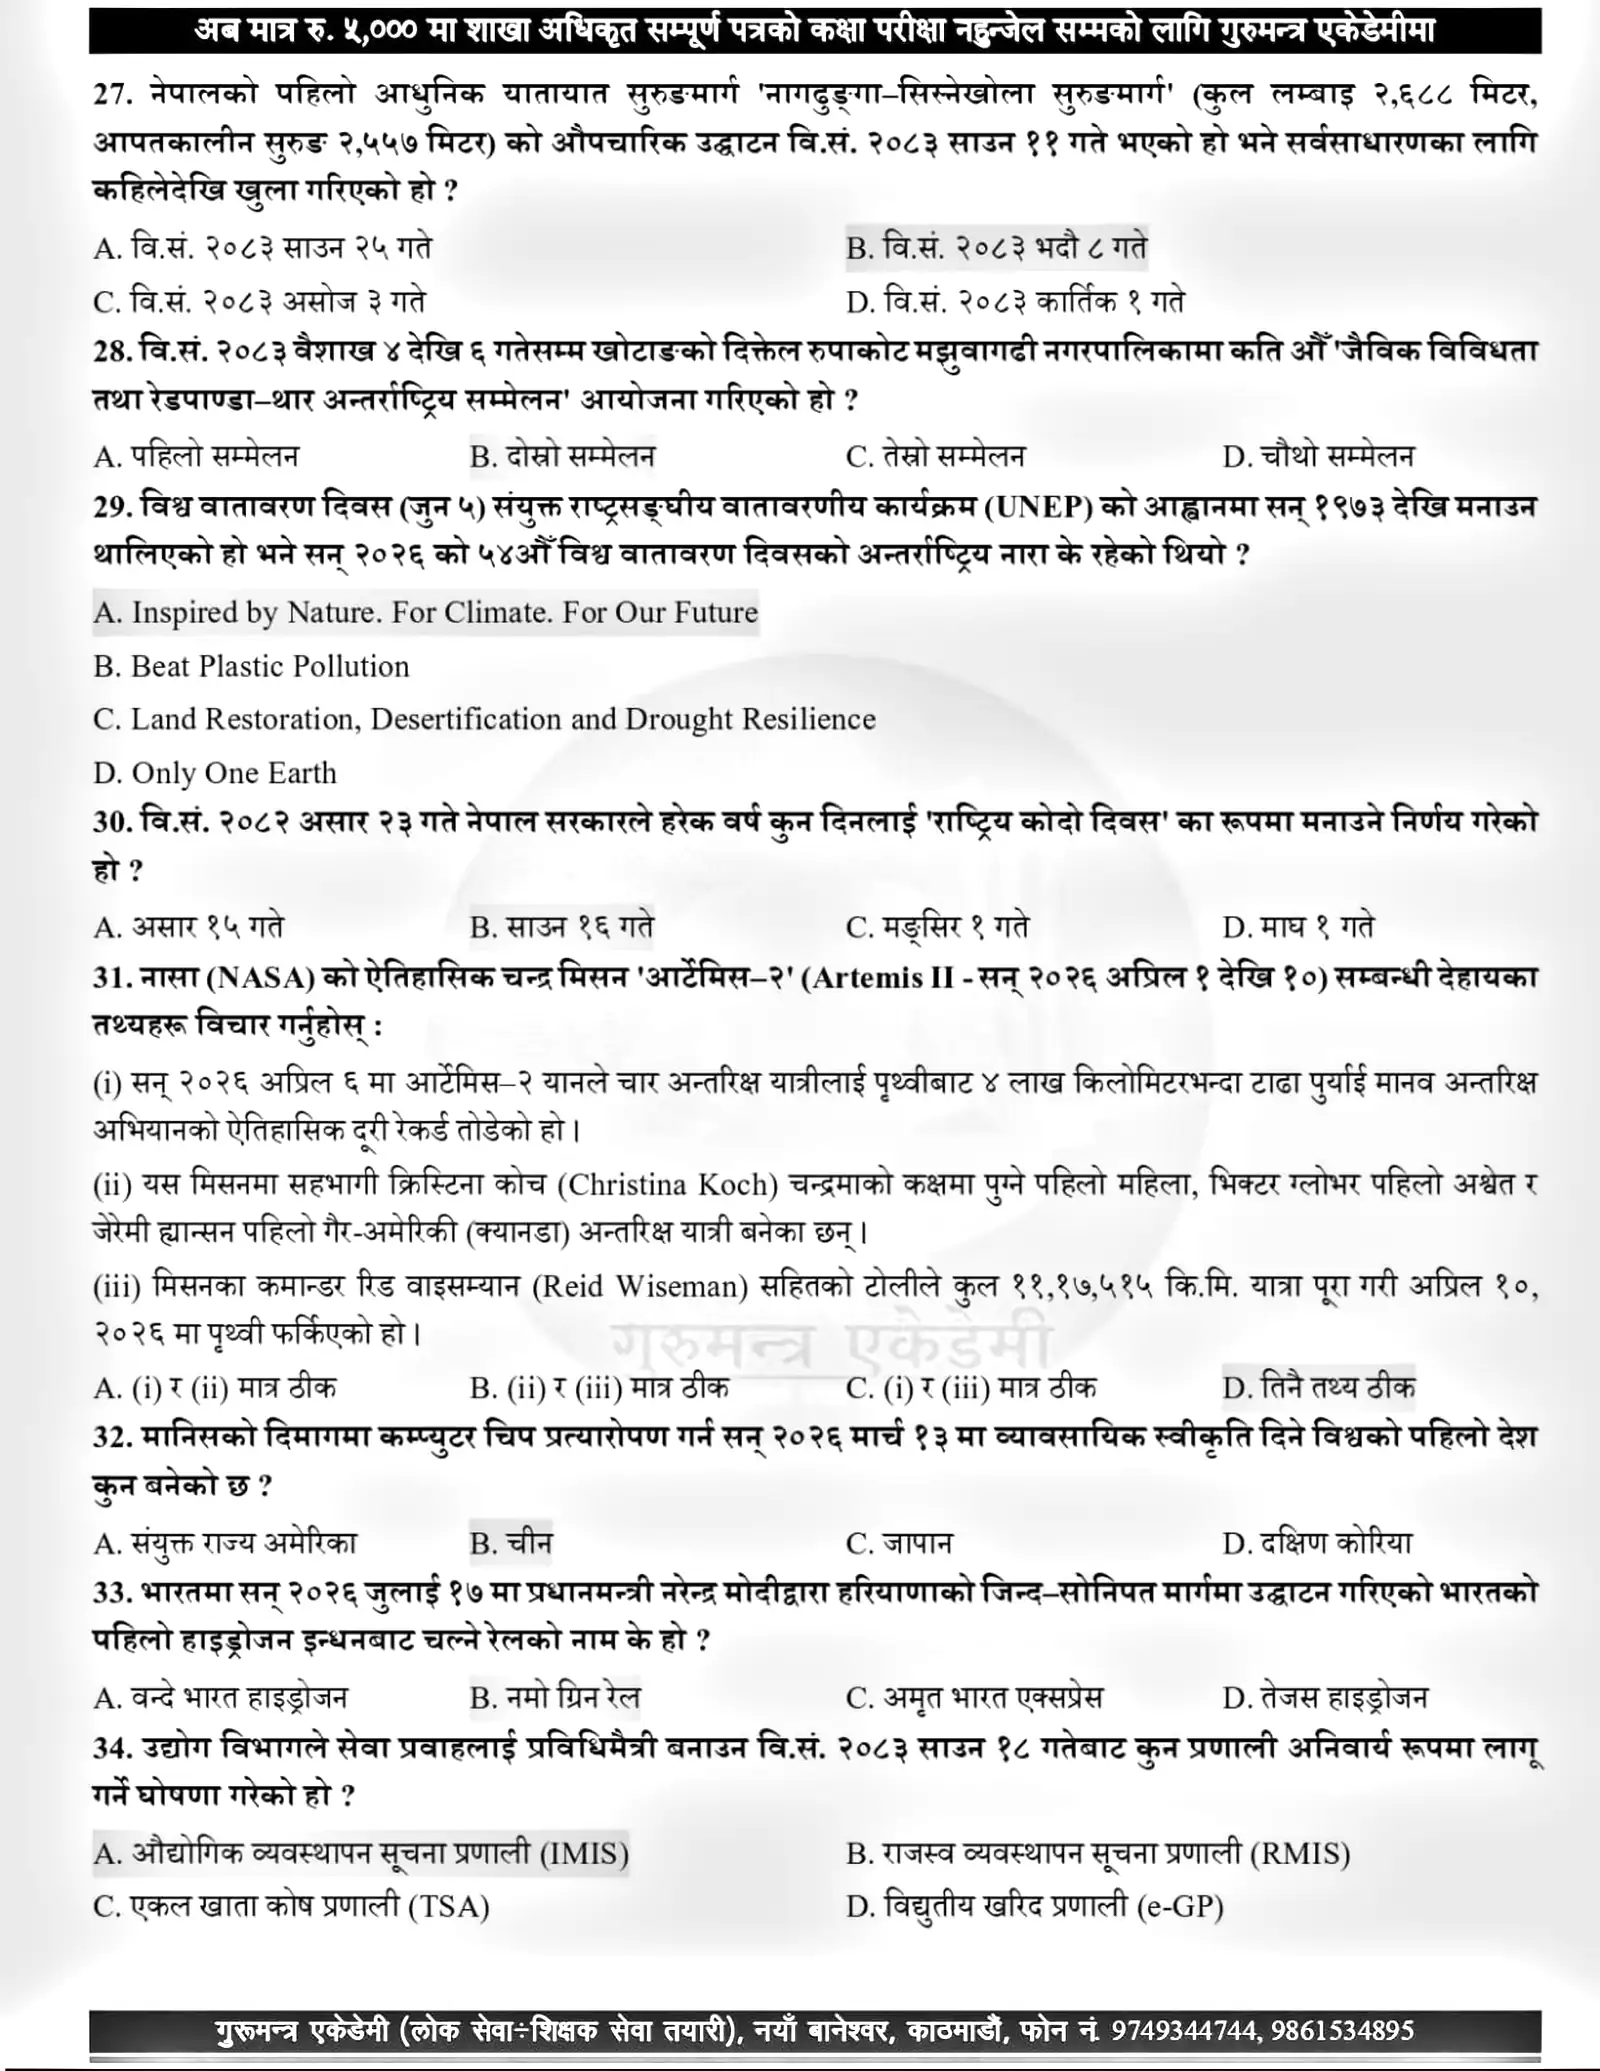 अब मात्र रु. ५,००० मा शाखा अधिकृत सम्पूर्ण पत्रको कक्षा परीक्षा नहुन्जेल सम्मको लागि गुरुमन्त्र एकेडेमीमा
27. नेपालको पहिलो आधुनिक यातायात सुरुङमार्ग 'नागढुङ्गा–सिस्नेखोला सुरुङमार्ग' (कुल लम्बाइ २,६८८ मिटर,
आपतकालीन सुरुङ २,५५७ मिटर) को औपचारिक उद्घाटन वि.सं. २०८३ साउन ११ गते भएको हो भने सर्वसाधारणका लागि
कहिलेदेखि खुला गरिएको हो ?
A. वि.सं. २०८३ साउन २५ गते B. वि.सं. २०८३ भदौ ८ गते
C. वि.सं. २०८३ असोज ३ गते D. वि.सं. २०८३ कार्तिक १ गते
28. वि.सं. २०८३ वैशाख ४ देखि ६ गतेसम्म खोटाङको दिक्तेल रुपाकोट मझुवागढी नगरपालिकामा कति औँ 'जैविक विविधता
तथा रेडपाण्डा–थार अन्तर्राष्ट्रिय सम्मेलन' आयोजना गरिएको हो ?
A. पहिलो सम्मेलन B. दोस्रो सम्मेलन C. तेस्रो सम्मेलन D. चौथो सम्मेलन
29. विश्व वातावरण दिवस (जुन ५) संयुक्त राष्ट्रसङ्घीय वातावरणीय कार्यक्रम (UNEP) को आह्वानमा सन् १९७३ देखि मनाउन
थालिएको हो भने सन् २०२६ को ५४औँ विश्व वातावरण दिवसको अन्तर्राष्ट्रिय नारा के रहेको थियो ?
A. Inspired by Nature. For Climate. For Our Future
B. Beat Plastic Pollution
C. Land Restoration, Desertification and Drought Resilience
D. Only One Earth
30. वि.सं. २०८२ असार २३ गते नेपाल सरकारले हरेक वर्ष कुन दिनलाई 'राष्ट्रिय कोदो दिवस' का रूपमा मनाउने निर्णय गरेको
हो ?
A. असार १५ गते B. साउन १६ गते C. मङ्सिर १ गते D. माघ १ गते
31. नासा (NASA) को ऐतिहासिक चन्द्र मिसन 'आर्टेमिस–२' (Artemis II - सन् २०२६ अप्रिल १ देखि १०) सम्बन्धी देहायका
तथ्यहरू विचार गर्नुहोस् :
(i) सन् २०२६ अप्रिल ६ मा आर्टेमिस–२ यानले चार अन्तरिक्ष यात्रीलाई पृथ्वीबाट ४ लाख किलोमिटरभन्दा टाढा पुर्याई मानव अन्तरिक्ष
अभियानको ऐतिहासिक दूरी रेकर्ड तोडेको हो।
(ii) यस मिसनमा सहभागी क्रिस्टिना कोच (Christina Koch) चन्द्रमाको कक्षमा पुग्ने पहिलो महिला, भिक्टर ग्लोभर पहिलो अश्वेत र
जेरेमी ह्यान्सन पहिलो गैर-अमेरिकी (क्यानडा) अन्तरिक्ष यात्री बनेका छन्।
(iii) मिसनका कमान्डर रिड वाइसम्यान (Reid Wiseman) सहितको टोलीले कुल ११,१७,५१५ कि.मि. यात्रा पूरा गरी अप्रिल १०,
२०२६ मा पृथ्वी फर्किएको हो।
गुरुमन्त्र एकेडेमी
A. (i) र (ii) मात्र ठीक B. (ii) र (iii) मात्र ठीक C. (i) र (iii) मात्र ठीक D. तिनै तथ्य ठीक
32. मानिसको दिमागमा कम्प्युटर चिप प्रत्यारोपण गर्न सन् २०२६ मार्च १३ मा व्यावसायिक स्वीकृति दिने विश्वको पहिलो देश
कुन बनेको छ ?
A. संयुक्त राज्य अमेरिका B. चीन C. जापान D. दक्षिण कोरिया
33. भारतमा सन् २०२६ जुलाई १७ मा प्रधानमन्त्री नरेन्द्र मोदीद्वारा हरियाणाको जिन्द–सोनिपत मार्गमा उद्घाटन गरिएको भारतको
पहिलो हाइड्रोजन इन्धनबाट चल्ने रेलको नाम के हो ?
A. वन्दे भारत हाइड्रोजन B. नमो ग्रिन रेल C. अमृत भारत एक्सप्रेस D. तेजस हाइड्रोजन
34. उद्योग विभागले सेवा प्रवाहलाई प्रविधिमैत्री बनाउन वि.सं. २०८३ साउन १८ गतेबाट कुन प्रणाली अनिवार्य रूपमा लागू
गर्ने घोषणा गरेको हो ?
A. औद्योगिक व्यवस्थापन सूचना प्रणाली (IMIS) B. राजस्व व्यवस्थापन सूचना प्रणाली (RMIS)
C. एकल खाता कोष प्रणाली (TSA) D. विद्युतीय खरिद प्रणाली (e-GP)
गुरूमन्त्र एकेडेमी (लोक सेवा÷शिक्षक सेवा तयारी), नयाँ बानेश्वर, काठमाडौं, फोन नं. 9749344744, 9861534895